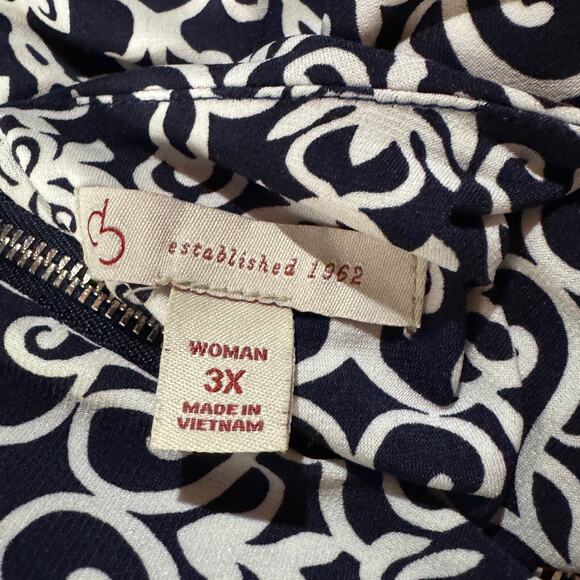 established 1962
WOMAN
3X
MADE IN
VIETNAM